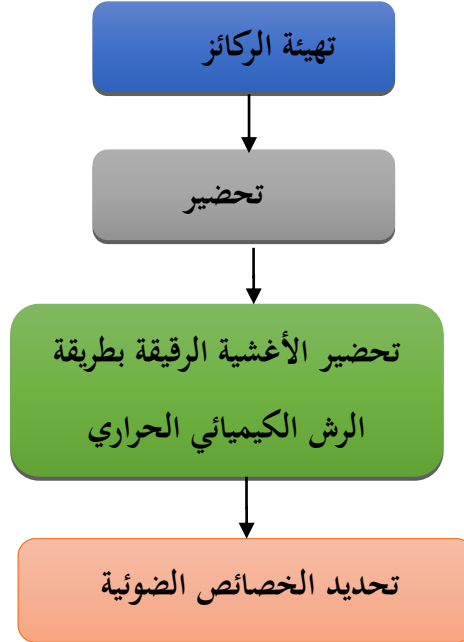 تهيئة الركائز
تحضير
تحضير الأغشية الرقيقة بطريقة
الرش الكيميائي الحراري
تحديد الخصائص الضوئية